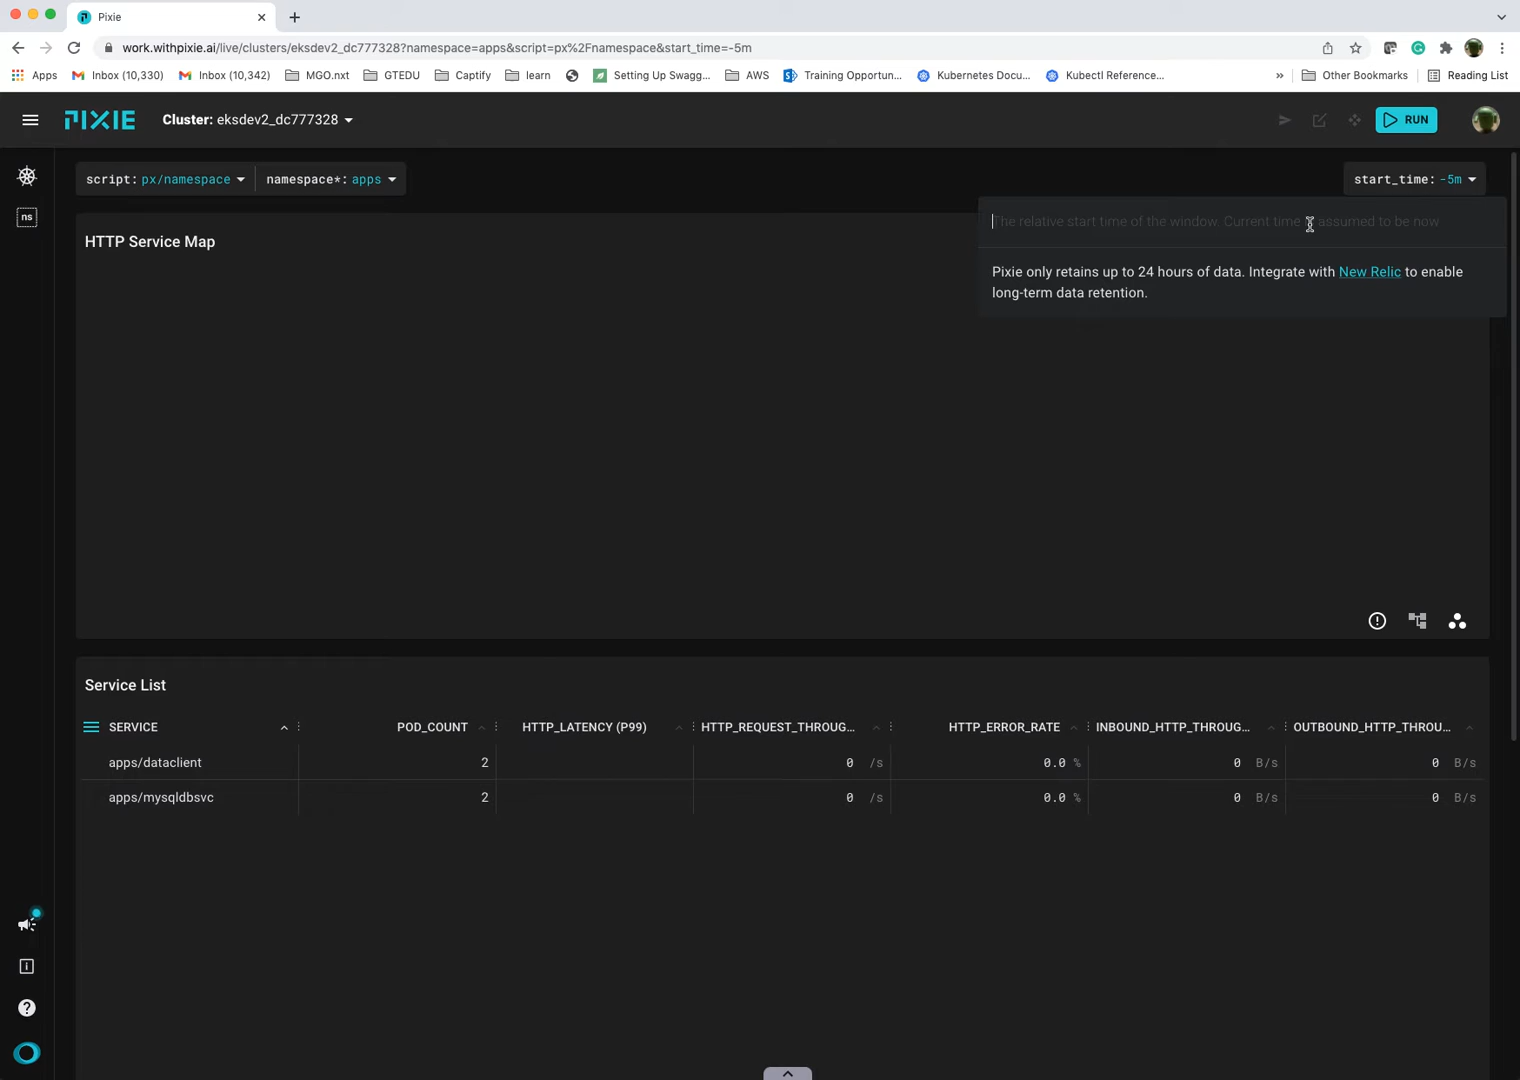 Pixie
work.withpixie.ai/live/clusters/eksdev2_dc777328?namespace=apps&script=px%2Fnamespace&start_time=-5m
Apps
Inbox (10,330)
Inbox (10,342)
MGO.nxt
GTEDU
Captify
learn
Setting Up Swagg...
AWS
Training Opportun...
Kubernetes Docu...
Kubectl Reference...
»
Other Bookmarks
Reading List
PIXIE
Cluster: eksdev2_dc777328
RUN
script: px/namespace
namespace*: apps
start_time: -5m
ns
The relative start time of the window. Current time is assumed to be now
HTTP Service Map
Pixie only retains up to 24 hours of data. Integrate with New Relic to enable
long-term data retention.
Service List
SERVICE POD_COUNT HTTP_LATENCY (P99) HTTP_REQUEST_THROUG... HTTP_ERROR_RATE INBOUND_HTTP_THROUG... OUTBOUND_HTTP_THROU...
apps/dataclient 2 0 /s 0.0 % 0 B/s 0 B/s
apps/mysqldbsvc 2 0 /s 0.0 % 0 B/s 0 B/s